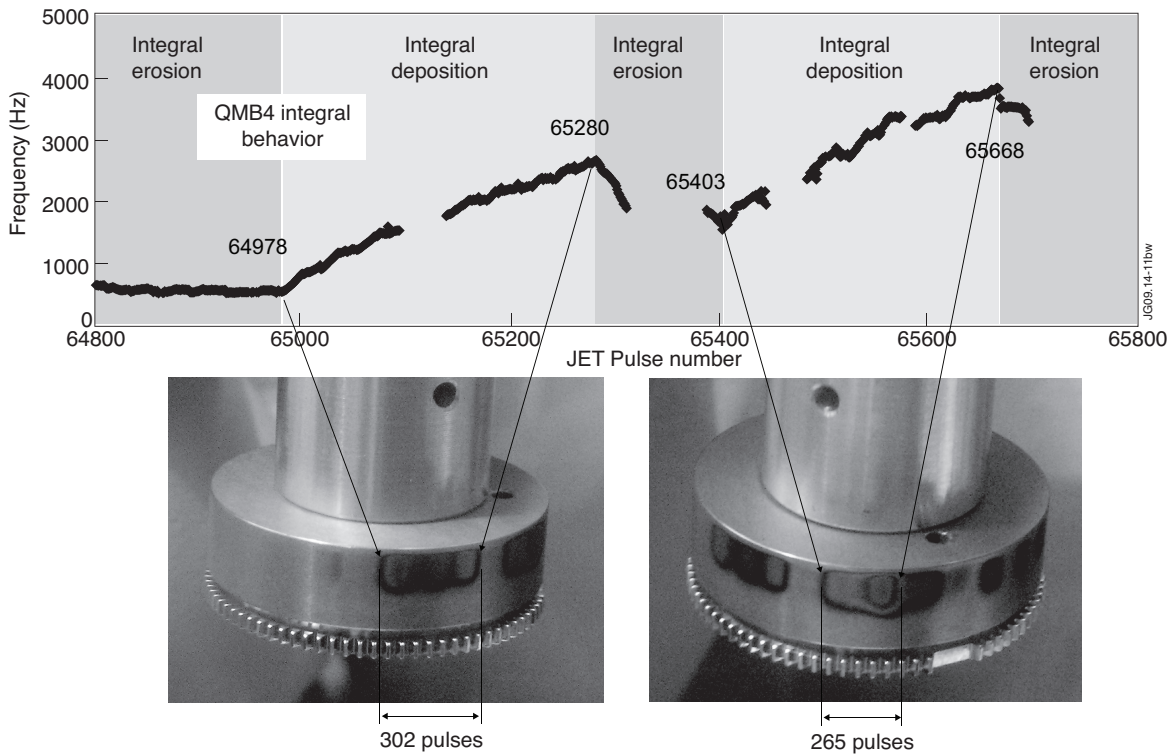 5000
4000
3000
2000
1000
0
Frequency (Hz)
Integral
erosion
Integral
deposition
Integral
erosion
Integral
deposition
Integral
erosion
QMB4 integral
behavior
64978
65280
65403
65668
64800
65000
65200
65400
65600
65800
JET Pulse number
JG09.14-11bw
302 pulses
265 pulses